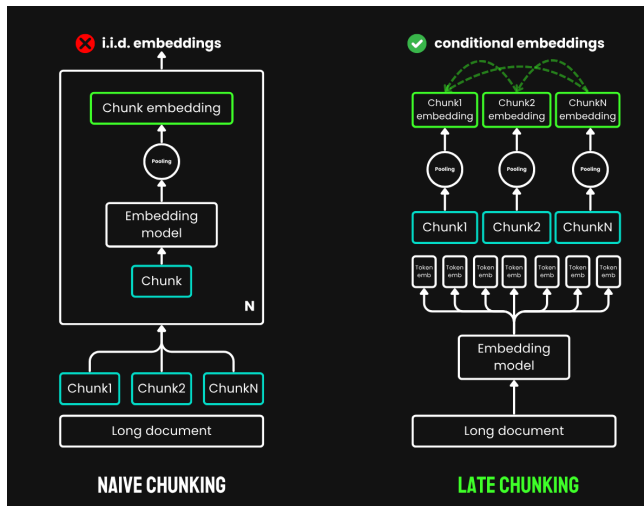 i.i.d. embeddings
Chunk embedding
Pooling
Embedding
model
Chunk
N
Chunk1
Chunk2
ChunkN
Long document
NAIVE CHUNKING
conditional embeddings
Chunk1
embedding
Chunk2
embedding
ChunkN
embedding
Pooling
Pooling
Pooling
Chunk1
Chunk2
ChunkN
Token
emb
Token
emb
Token
emb
Token
emb
Token
emb
Token
emb
Token
emb
Embedding
model
Long document
LATE CHUNKING